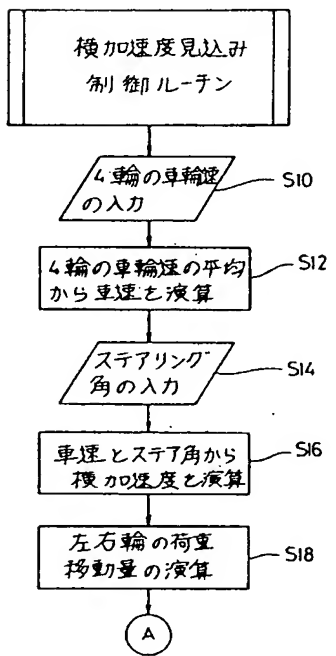 横加速度見込み
制御ルーチン
4輪の車輪速
の入力
S10
4輪の車輪速の平均
から車速を演算
S12
ステアリング
角の入力
S14
車速とステア角から
横加速度を演算
S16
左右輪の荷重
移動量の演算
S18
A